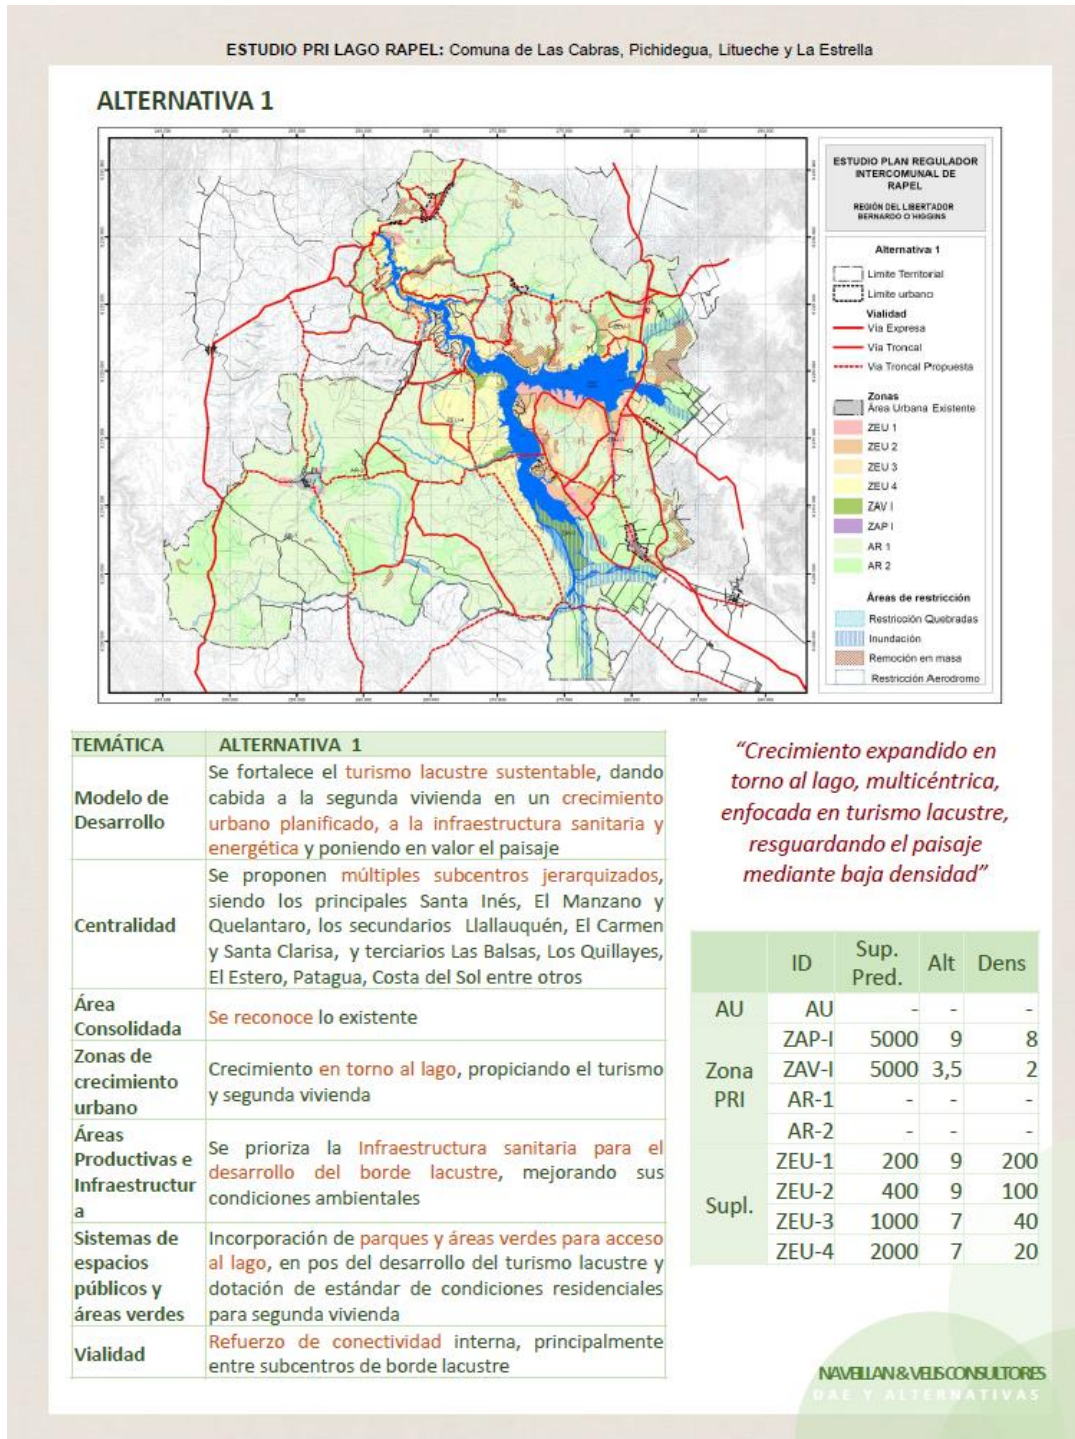 ESTUDIO PRI LAGO RAPEL: Comuna de Las Cabras, Pichidegua, Litueche y La Estrella
ALTERNATIVA 1
ESTUDIO PLAN REGULADOR
INTERCOMUNAL DE
RAPEL
REGIÓN DEL LIBERTADOR
BERNARDO O'HIGGINS
Alternativa 1
Limite Territorial
Limite urbano
Vialidad
Via Expresa
Via Troncal
Via Troncal Propuesta
Zonas
Área Urbana Existente
ZEU 1
ZEU 2
ZEU 3
ZEU 4
ZAV I
ZAP I
AR 1
AR 2
Áreas de restricción
Restricción Quebradas
Inundación
Remoción en masa
Restricción Aerodromo
TEMÁTICA ALTERNATIVA 1
Modelo de
Desarrollo
Se fortalece el turismo lacustre sustentable, dando
cabida a la segunda vivienda en un crecimiento
urbano planificado, a la infraestructura sanitaria y
energética y poniendo en valor el paisaje
Centralidad
Se proponen múltiples subcentros jerarquizados,
siendo los principales Santa Inés, El Manzano y
Quelantaro, los secundarios Llallauquén, El Carmen
y Santa Clarisa, y terciarios Las Balsas, Los Quillayes,
El Estero, Patagua, Costa del Sol entre otros
Área
Consolidada
Se reconoce lo existente
Zonas de
crecimiento
urbano
Crecimiento en torno al lago, propiciando el turismo
y segunda vivienda
Áreas
Productivas e
Infraestructur
a
Se prioriza la Infraestructura sanitaria para el
desarrollo del borde lacustre, mejorando sus
condiciones ambientales
Sistemas de
espacios
públicos y
áreas verdes
Incorporación de parques y áreas verdes para acceso
al lago, en pos del desarrollo del turismo lacustre y
dotación de estándar de condiciones residenciales
para segunda vivienda
Vialidad
Refuerzo de conectividad interna, principalmente
entre subcentros de borde lacustre
“Crecimiento expandido en
torno al lago, multicéntrica,
enfocada en turismo lacustre,
resguardando el paisaje
mediante baja densidad”
ID Sup. Pred. Alt Dens
AU AU - - -
Zona PRI
ZAP-I 5000 9 8
ZAV-I 5000 3,5 2
AR-1 - - -
AR-2 - - -
Supl.
ZEU-1 200 9 200
ZEU-2 400 9 100
ZEU-3 1000 7 40
ZEU-4 2000 7 20
NAVEILLAN & VELIS CONSULTORES
DAE Y ALTERNATIVAS